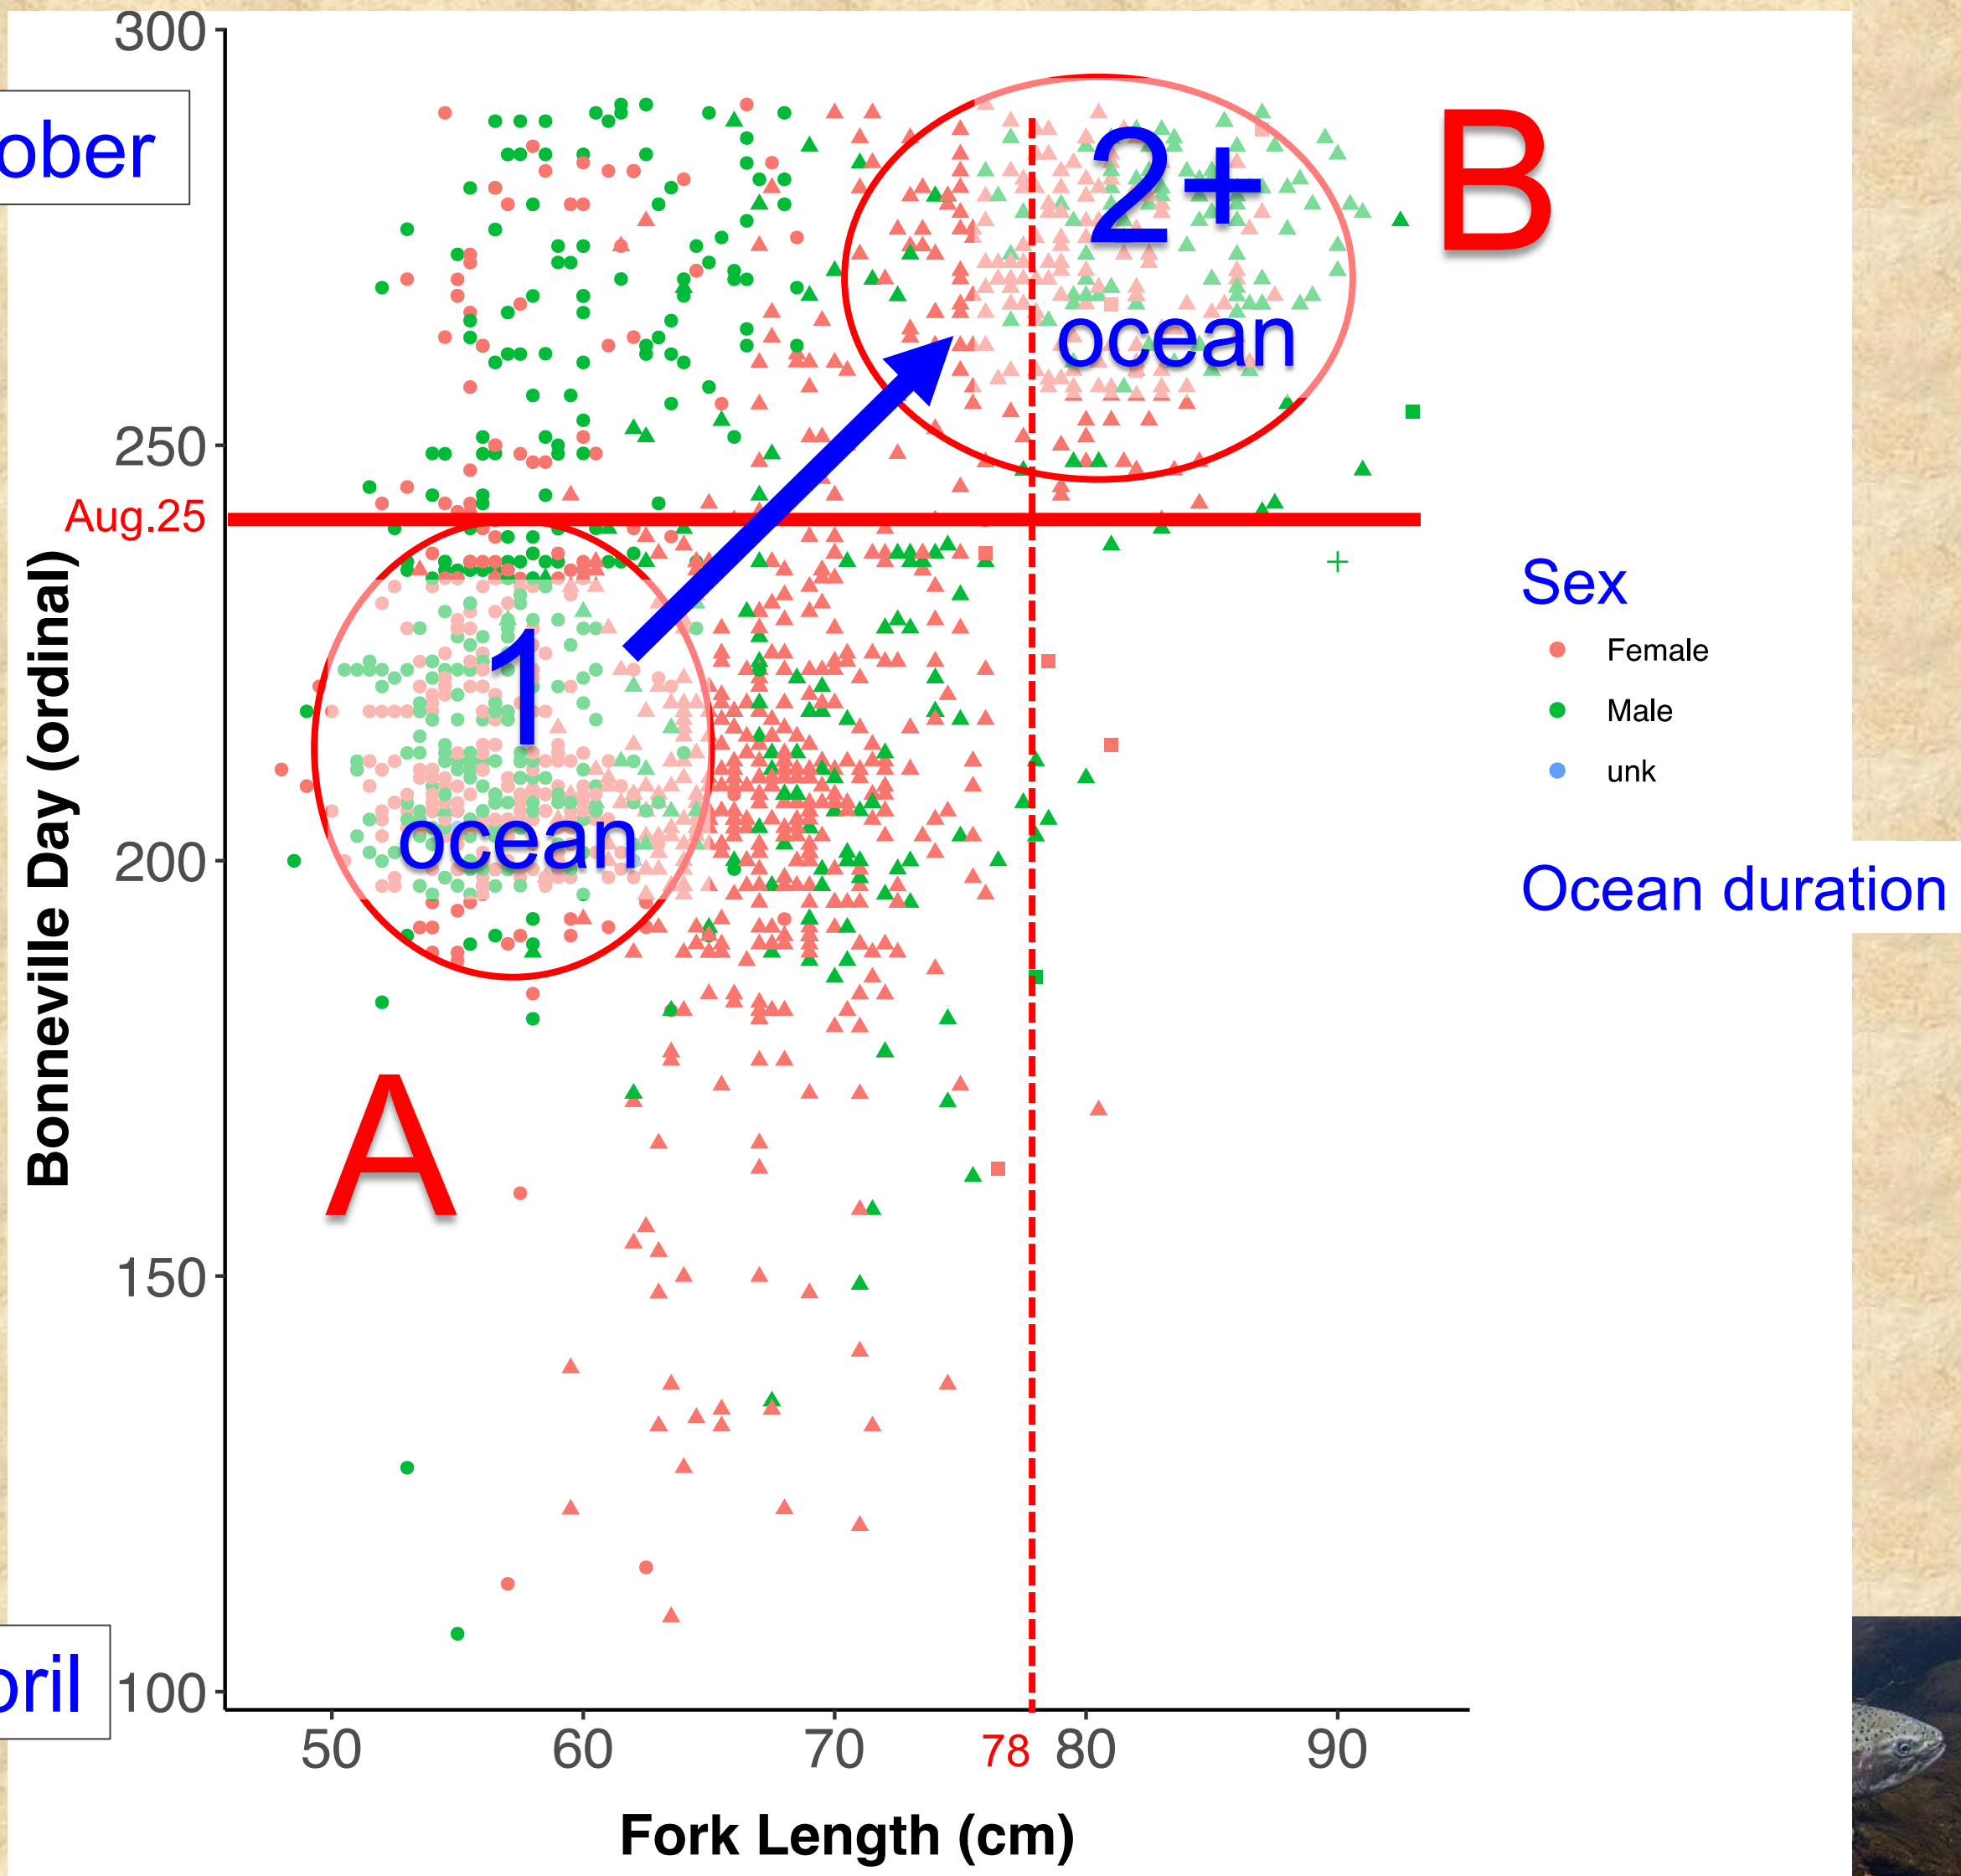 300
ober
B
2+
ocean
250
Aug.25
Bonneville Day (ordinal)
Sex
Female
Male
unk
1
ocean
200
Ocean duration
A
150
pril
100
50
60
70
78
80
90
Fork Length (cm)